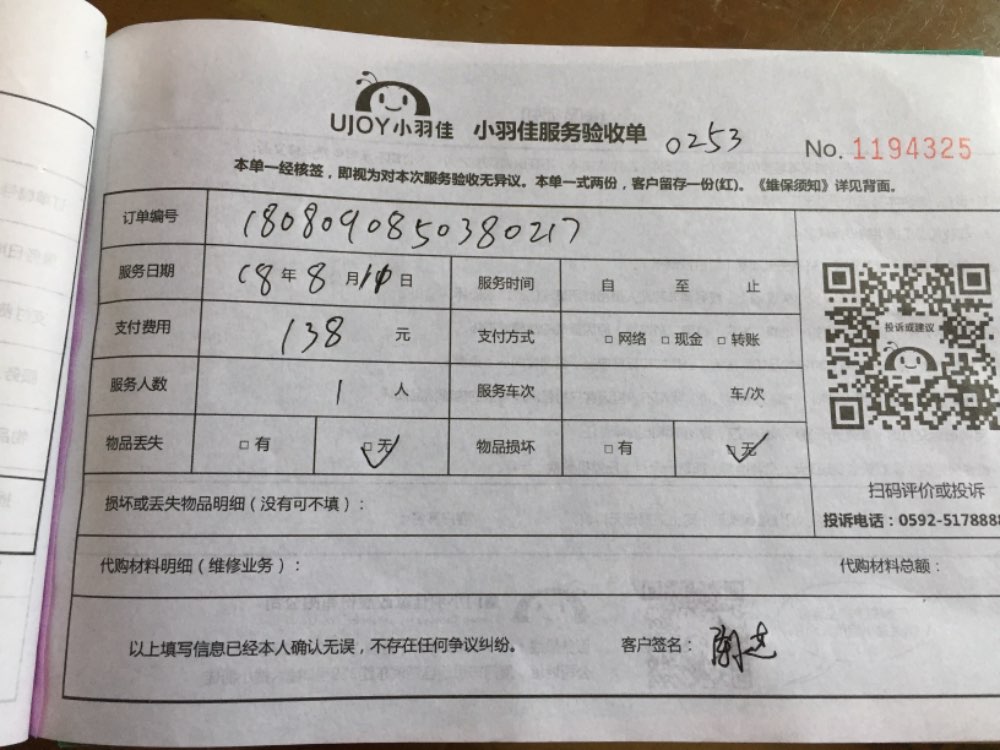 UJOY小羽佳 小羽佳服务验收单 0253 No. 1194325
本单一经核签，即视为对本次服务验收无异议。本单一式两份，客户留存一份(红)。《维保须知》详见背面。
订单编号 1808090850380217
服务日期 18年8月10日 服务时间 自 至 止
支付费用 138 元 支付方式 □网络 □现金 □转账
服务人数 1 人 服务车次 车/次
物品丢失 □有 □无 物品损坏 □有 □无
投诉或建议
扫码评价或投诉
损坏或丢失物品明细（没有可不填）：
投诉电话：0592-517888
代购材料明细（维修业务）： 代购材料总额：
以上填写信息已经本人确认无误，不存在任何争议纠纷。 客户签名：